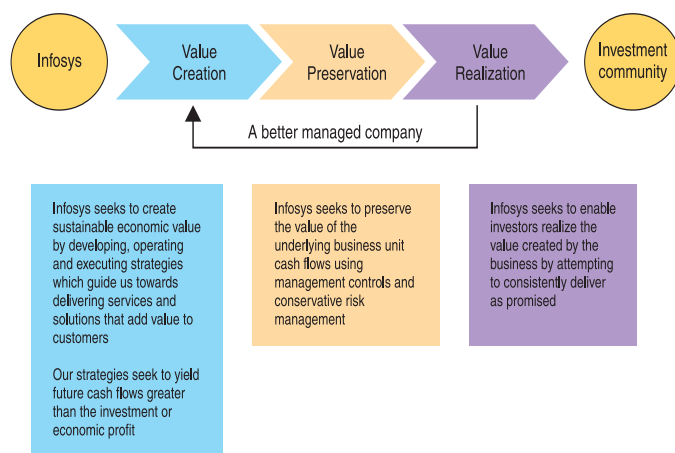 Infosys
Value
Creation
Value
Preservation
Value
Realization
Investment
community
A better managed company
Infosys seeks to create
sustainable economic value
by developing, operating
and executing strategies
which guide us towards
delivering services and
solutions that add value to
customers
Our strategies seek to yield
future cash flows greater
than the investment or
economic profit
Infosys seeks to preserve
the value of the
underlying business unit
cash flows using
management controls and
conservative risk
management
Infosys seeks to enable
investors realize the
value created by the
business by attempting
to consistently deliver
as promised